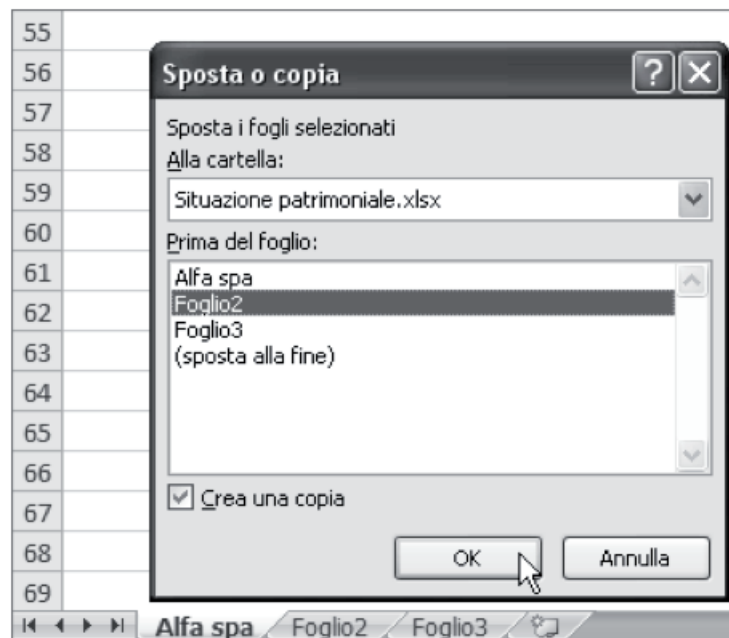 55
56
57
58
59
60
61
62
63
64
65
66
67
68
69
Sposta o copia
Sposta i fogli selezionati
Alla cartella:
Situazione patrimoniale.xlsx
Prima del foglio:
Alfa spa
Foglio2
Foglio3
(sposta alla fine)
Crea una copia
OK Annulla
Alfa spa Foglio2 Foglio3